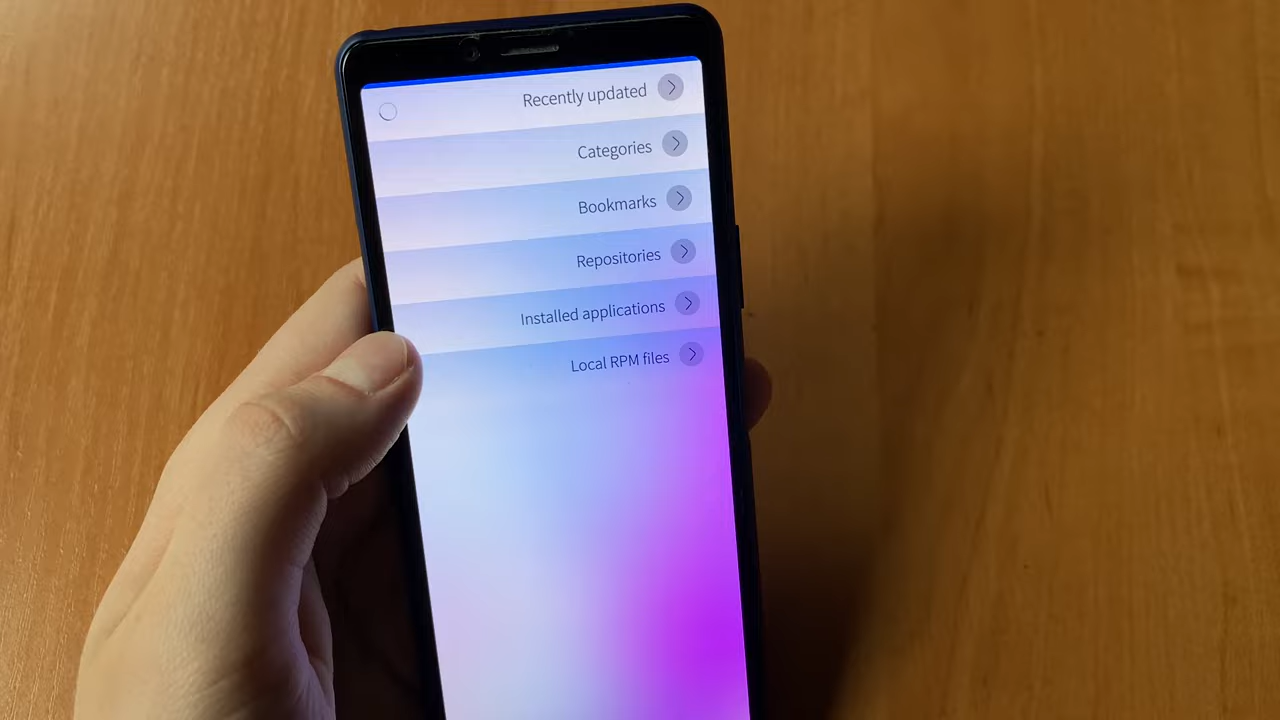 Recently updated
Categories
Bookmarks
Repositories
Installed applications
Local RPM files